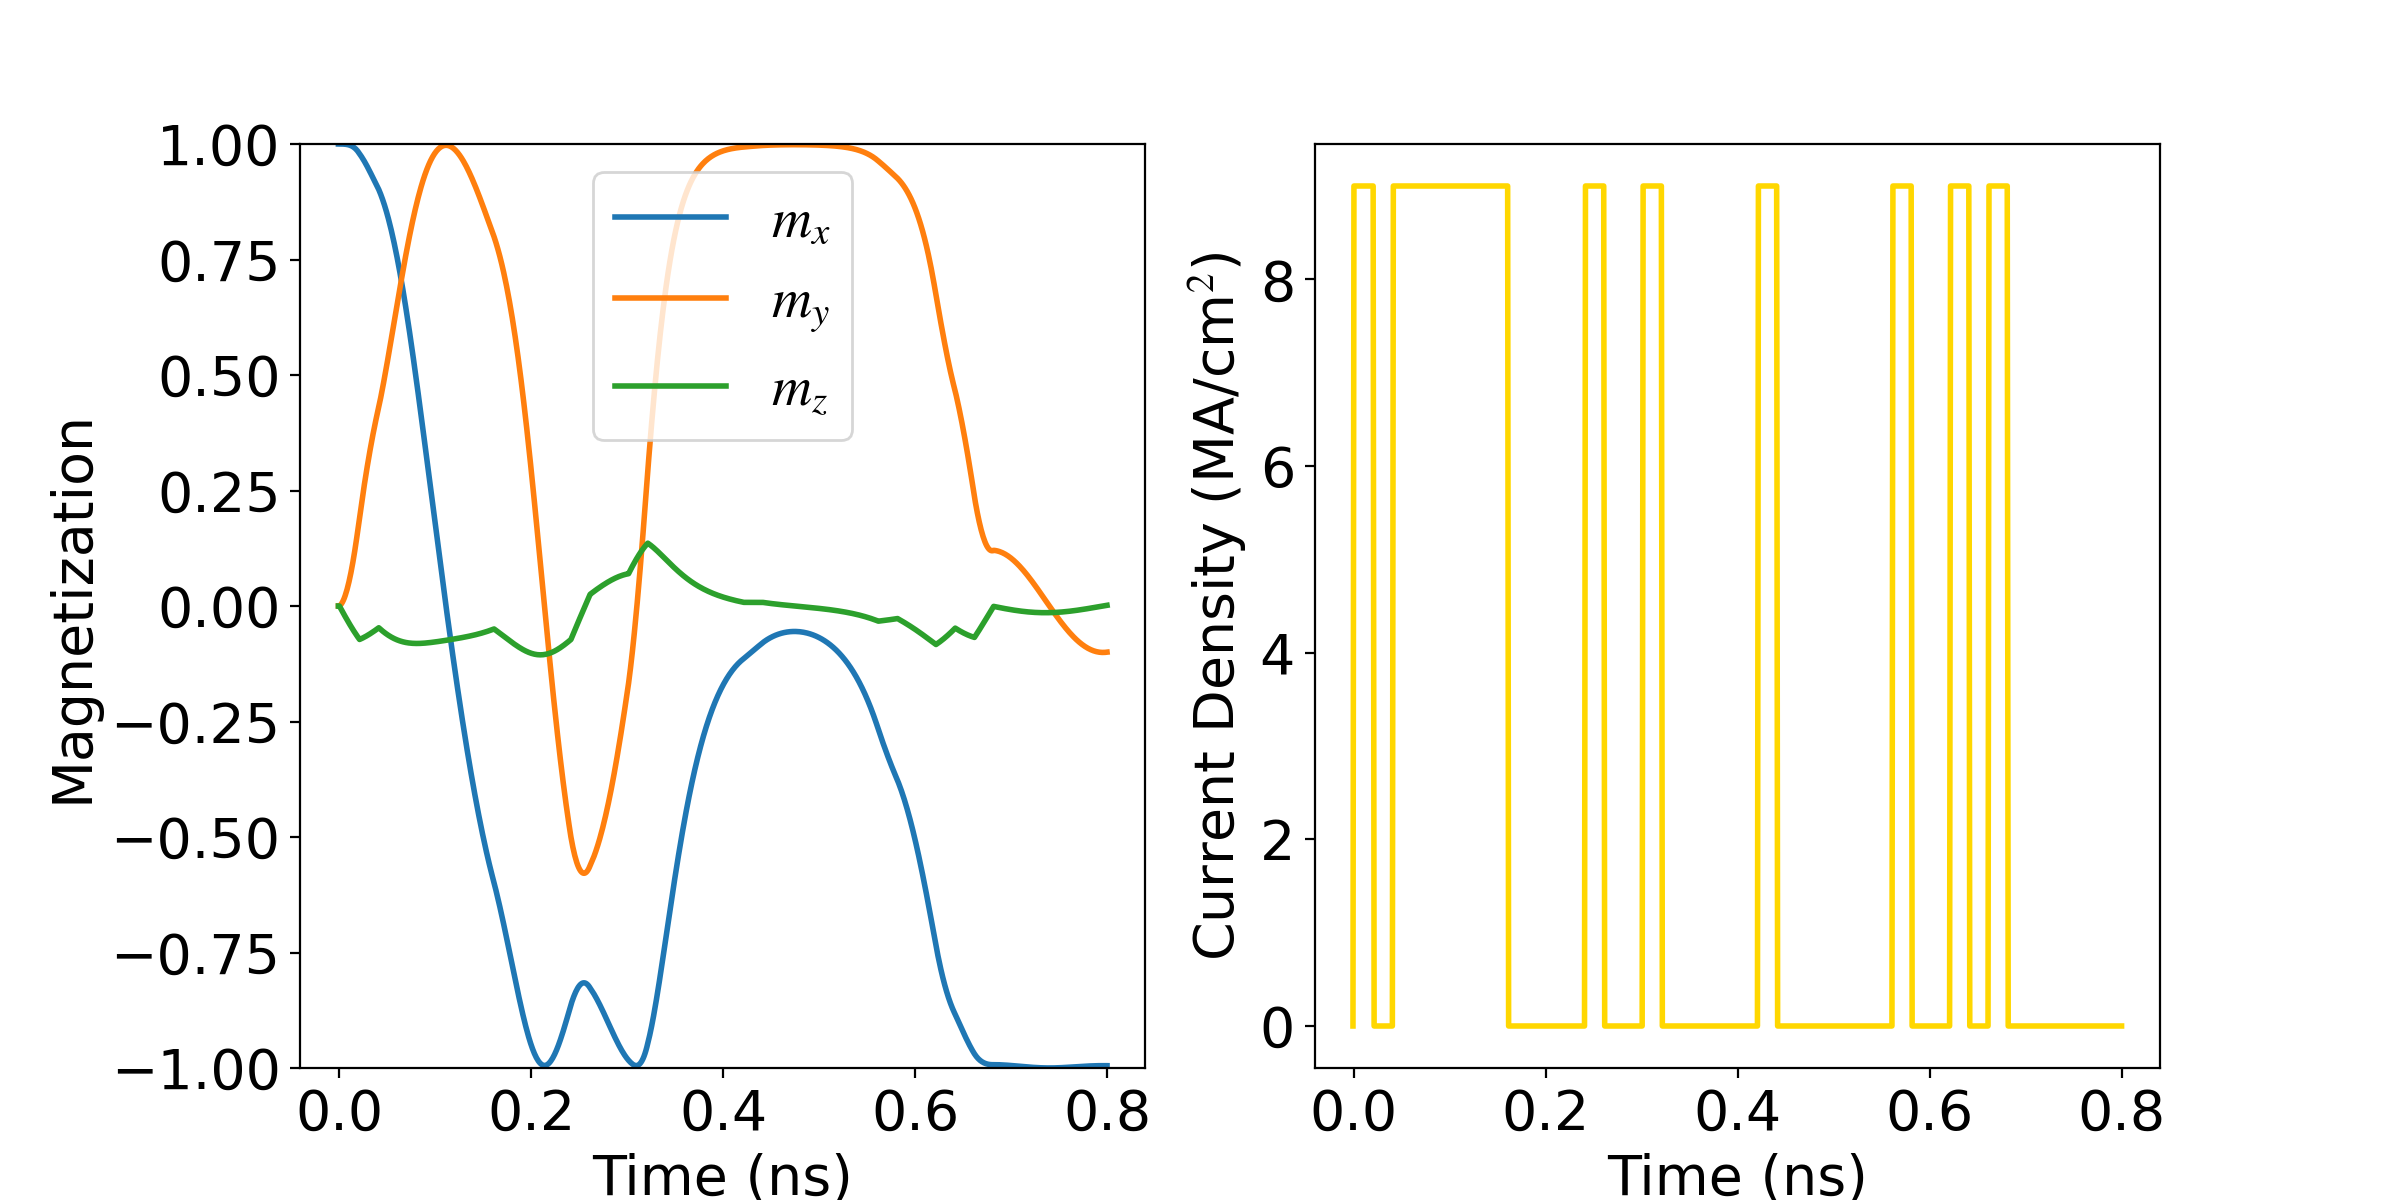 Magnetization
1.00
0.75
0.50
0.25
0.00
−0.25
−0.50
−0.75
−1.00
m_x
m_y
m_z
0.0 0.2 0.4 0.6 0.8
Time (ns)
Current Density (MA/cm²)
8
6
4
2
0
0.0 0.2 0.4 0.6 0.8
Time (ns)